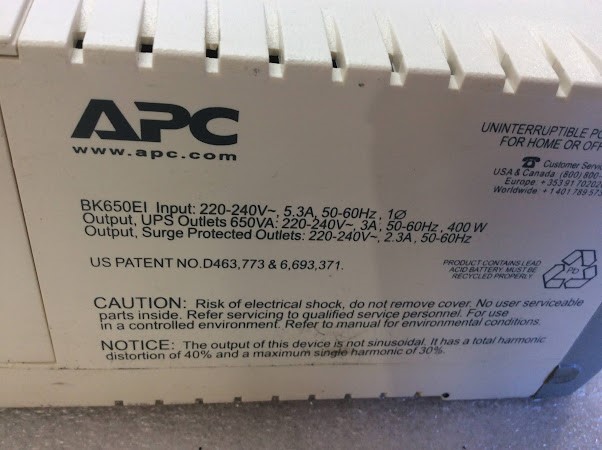 APC
www.apc.com
UNINTERRUPTIBLE
FOR HOME OR
Customer
USA & Canada: (800) 800-
Europe: +353 91 702020
Worldwide: +1 401 789 573
BK650EI Input: 220-240V~, 5.3A, 50-60Hz, 1Ø
Output, UPS Outlets 650VA: 220-240V~, 3A, 50-60Hz, 400 W
Output, Surge Protected Outlets: 220-240V~, 2.3A, 50-60Hz
US PATENT NO.D463,773 & 6,693,371.
PRODUCT CONTAINS LEAD
ACID BATTERY. MUST BE
RECYCLED PROPERLY
Pb
CAUTION: Risk of electrical shock, do not remove cover. No user serviceable
parts inside. Refer servicing to qualified service personnel. For use
in a controlled environment. Refer to manual for environmental conditions.
NOTICE: The output of this device is not sinusoidal. It has a total harmonic
distortion of 40% and a maximum single harmonic of 30%.